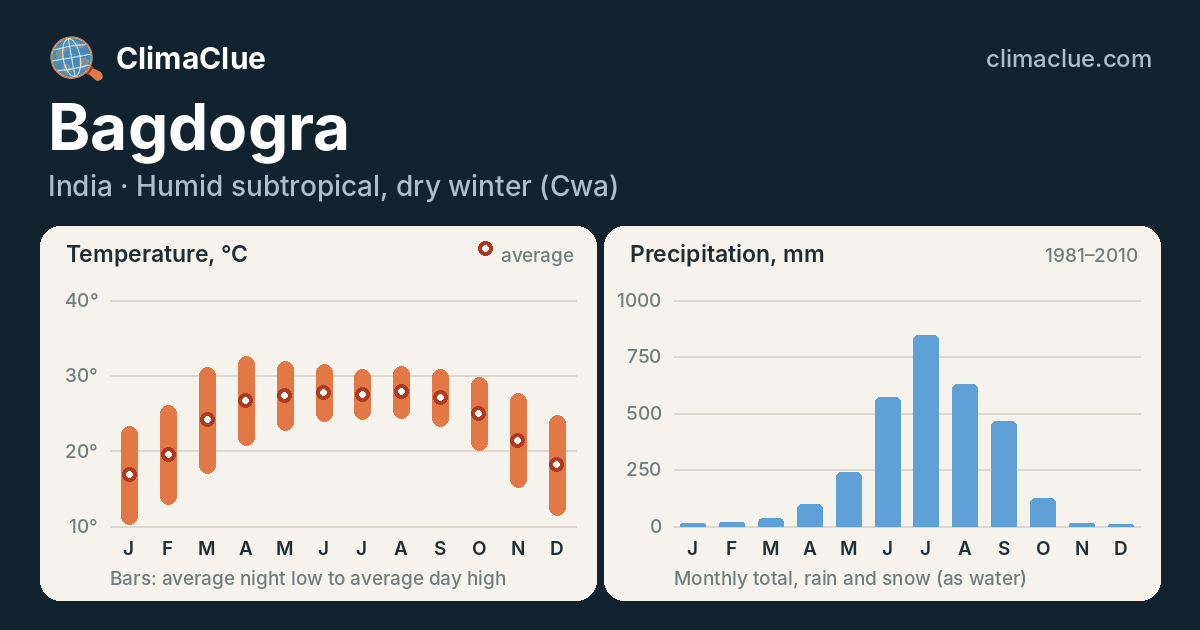 ClimaClue
climaclue.com
Bagdogra
India · Humid subtropical, dry winter (Cwa)
Temperature, °C
average
40°
30°
20°
10°
J F M A M J J A S O N D
Bars: average night low to average day high
Precipitation, mm
1981–2010
1000
750
500
250
0
J F M A M J J A S O N D
Monthly total, rain and snow (as water)